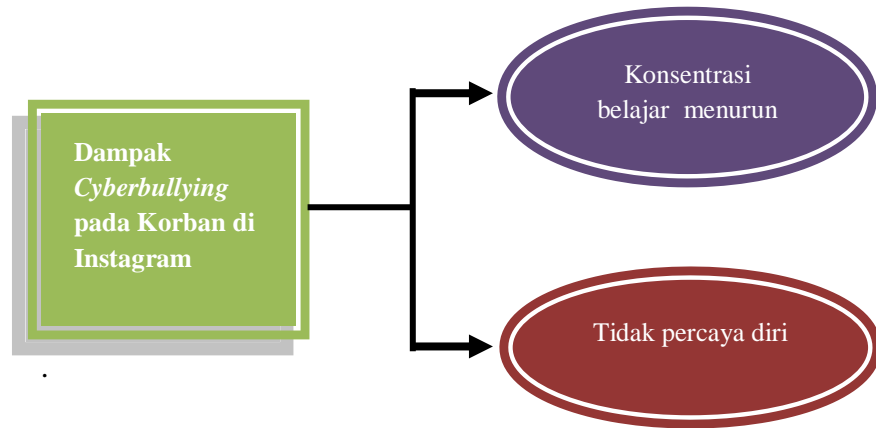 Dampak
Cyberbullying
pada Korban di
Instagram
Konsentrasi
belajar menurun
Tidak percaya diri
.